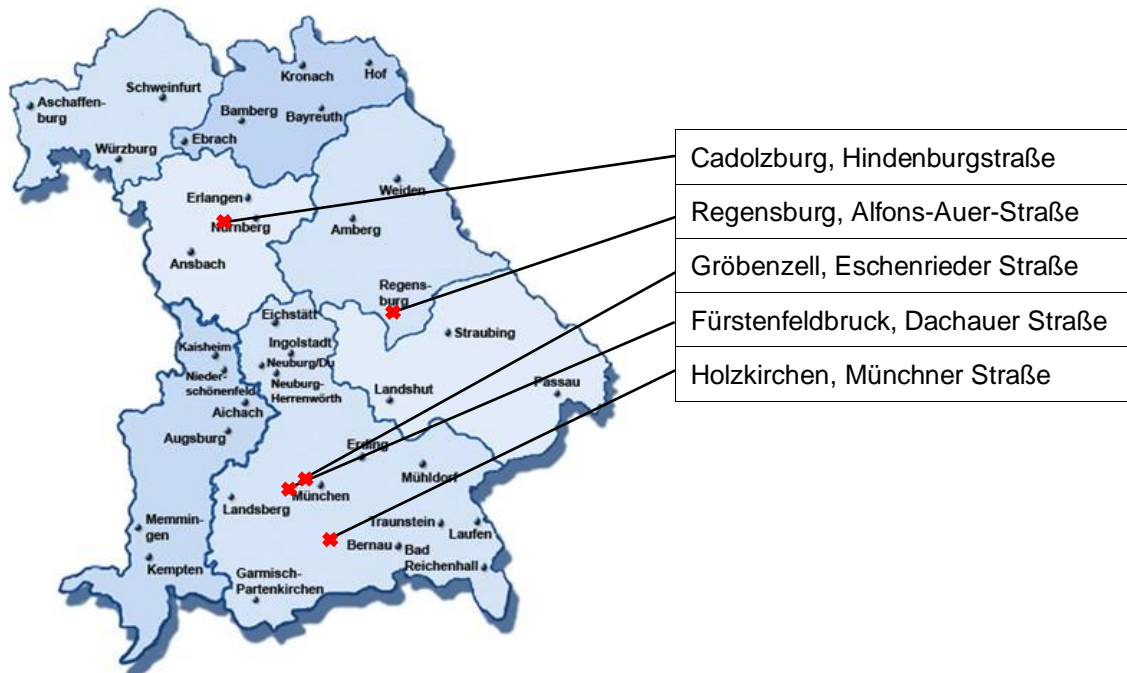 Kronach
Hof
Schweinfurt
Aschaffen-
burg
Bamberg
Bayreuth
Ebrach
Würzburg
Cadolzburg, Hindenburgstraße
Weiden
Erlangen
Nürnberg
Amberg
Regensburg, Alfons-Auer-Straße
Ansbach
Gröbenzell, Eschenrieder Straße
Regens-
burg
Eichstätt
Straubing
Fürstenfeldbruck, Dachauer Straße
Ingolstadt
Kaisheim
Neuburg/Du
Nieder-
schönenfeld
Neuburg-
Herrenwörth
Holzkirchen, Münchner Straße
Landshut
Passau
Aichach
Augsburg
Erding
Mühldorf
München
Landsberg
Memmin-
gen
Traunstein
Laufen
Bernau
Bad
Reichenhall
Kempten
Garmisch-
Partenkirchen